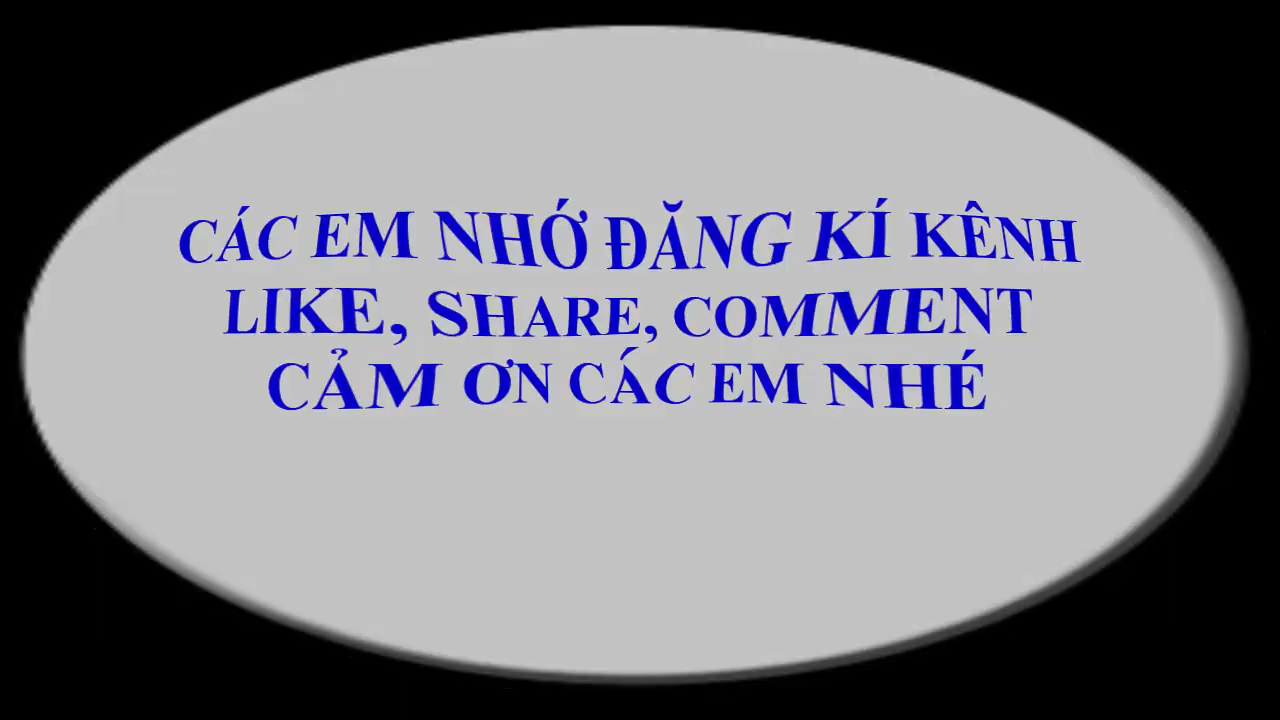 CÁC EM NHỚ ĐĂNG KÍ KÊNH
LIKE, SHARE, COMMENT
CẢM ƠN CÁC EM NHÉ